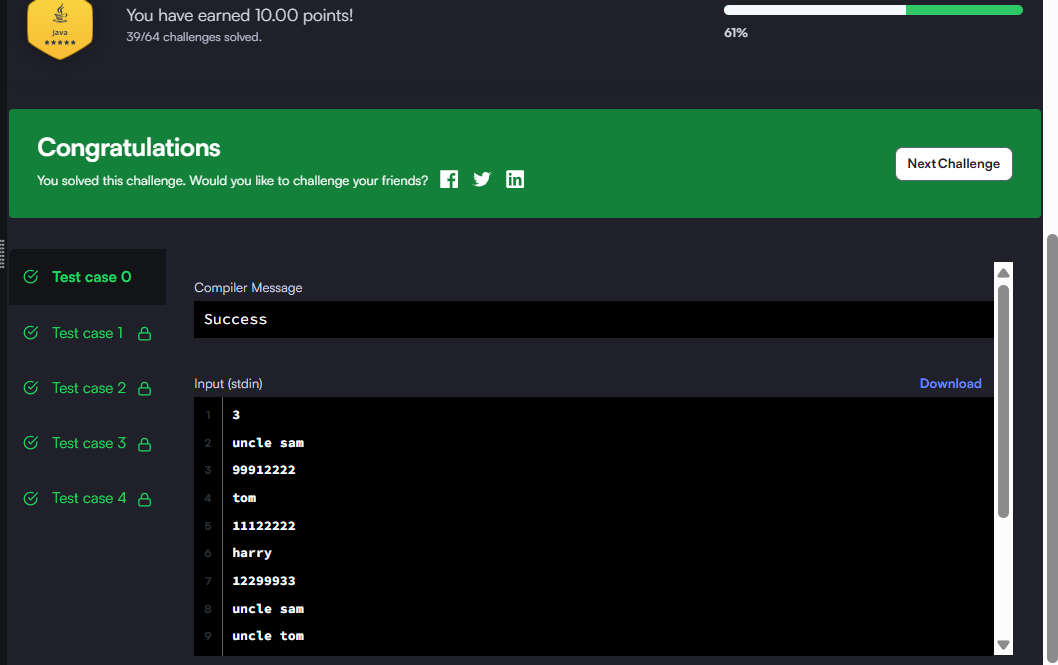 You have earned 10.00 points!
Java
39/64 challenges solved.
61%
Congratulations
You solved this challenge. Would you like to challenge your friends?
Next Challenge
Test case 0
Test case 1
Test case 2
Test case 3
Test case 4
Compiler Message
Success
Input (stdin)
Download
1 3
2 uncle sam
3 99912222
4 tom
5 11122222
6 harry
7 12299933
8 uncle sam
9 uncle tom